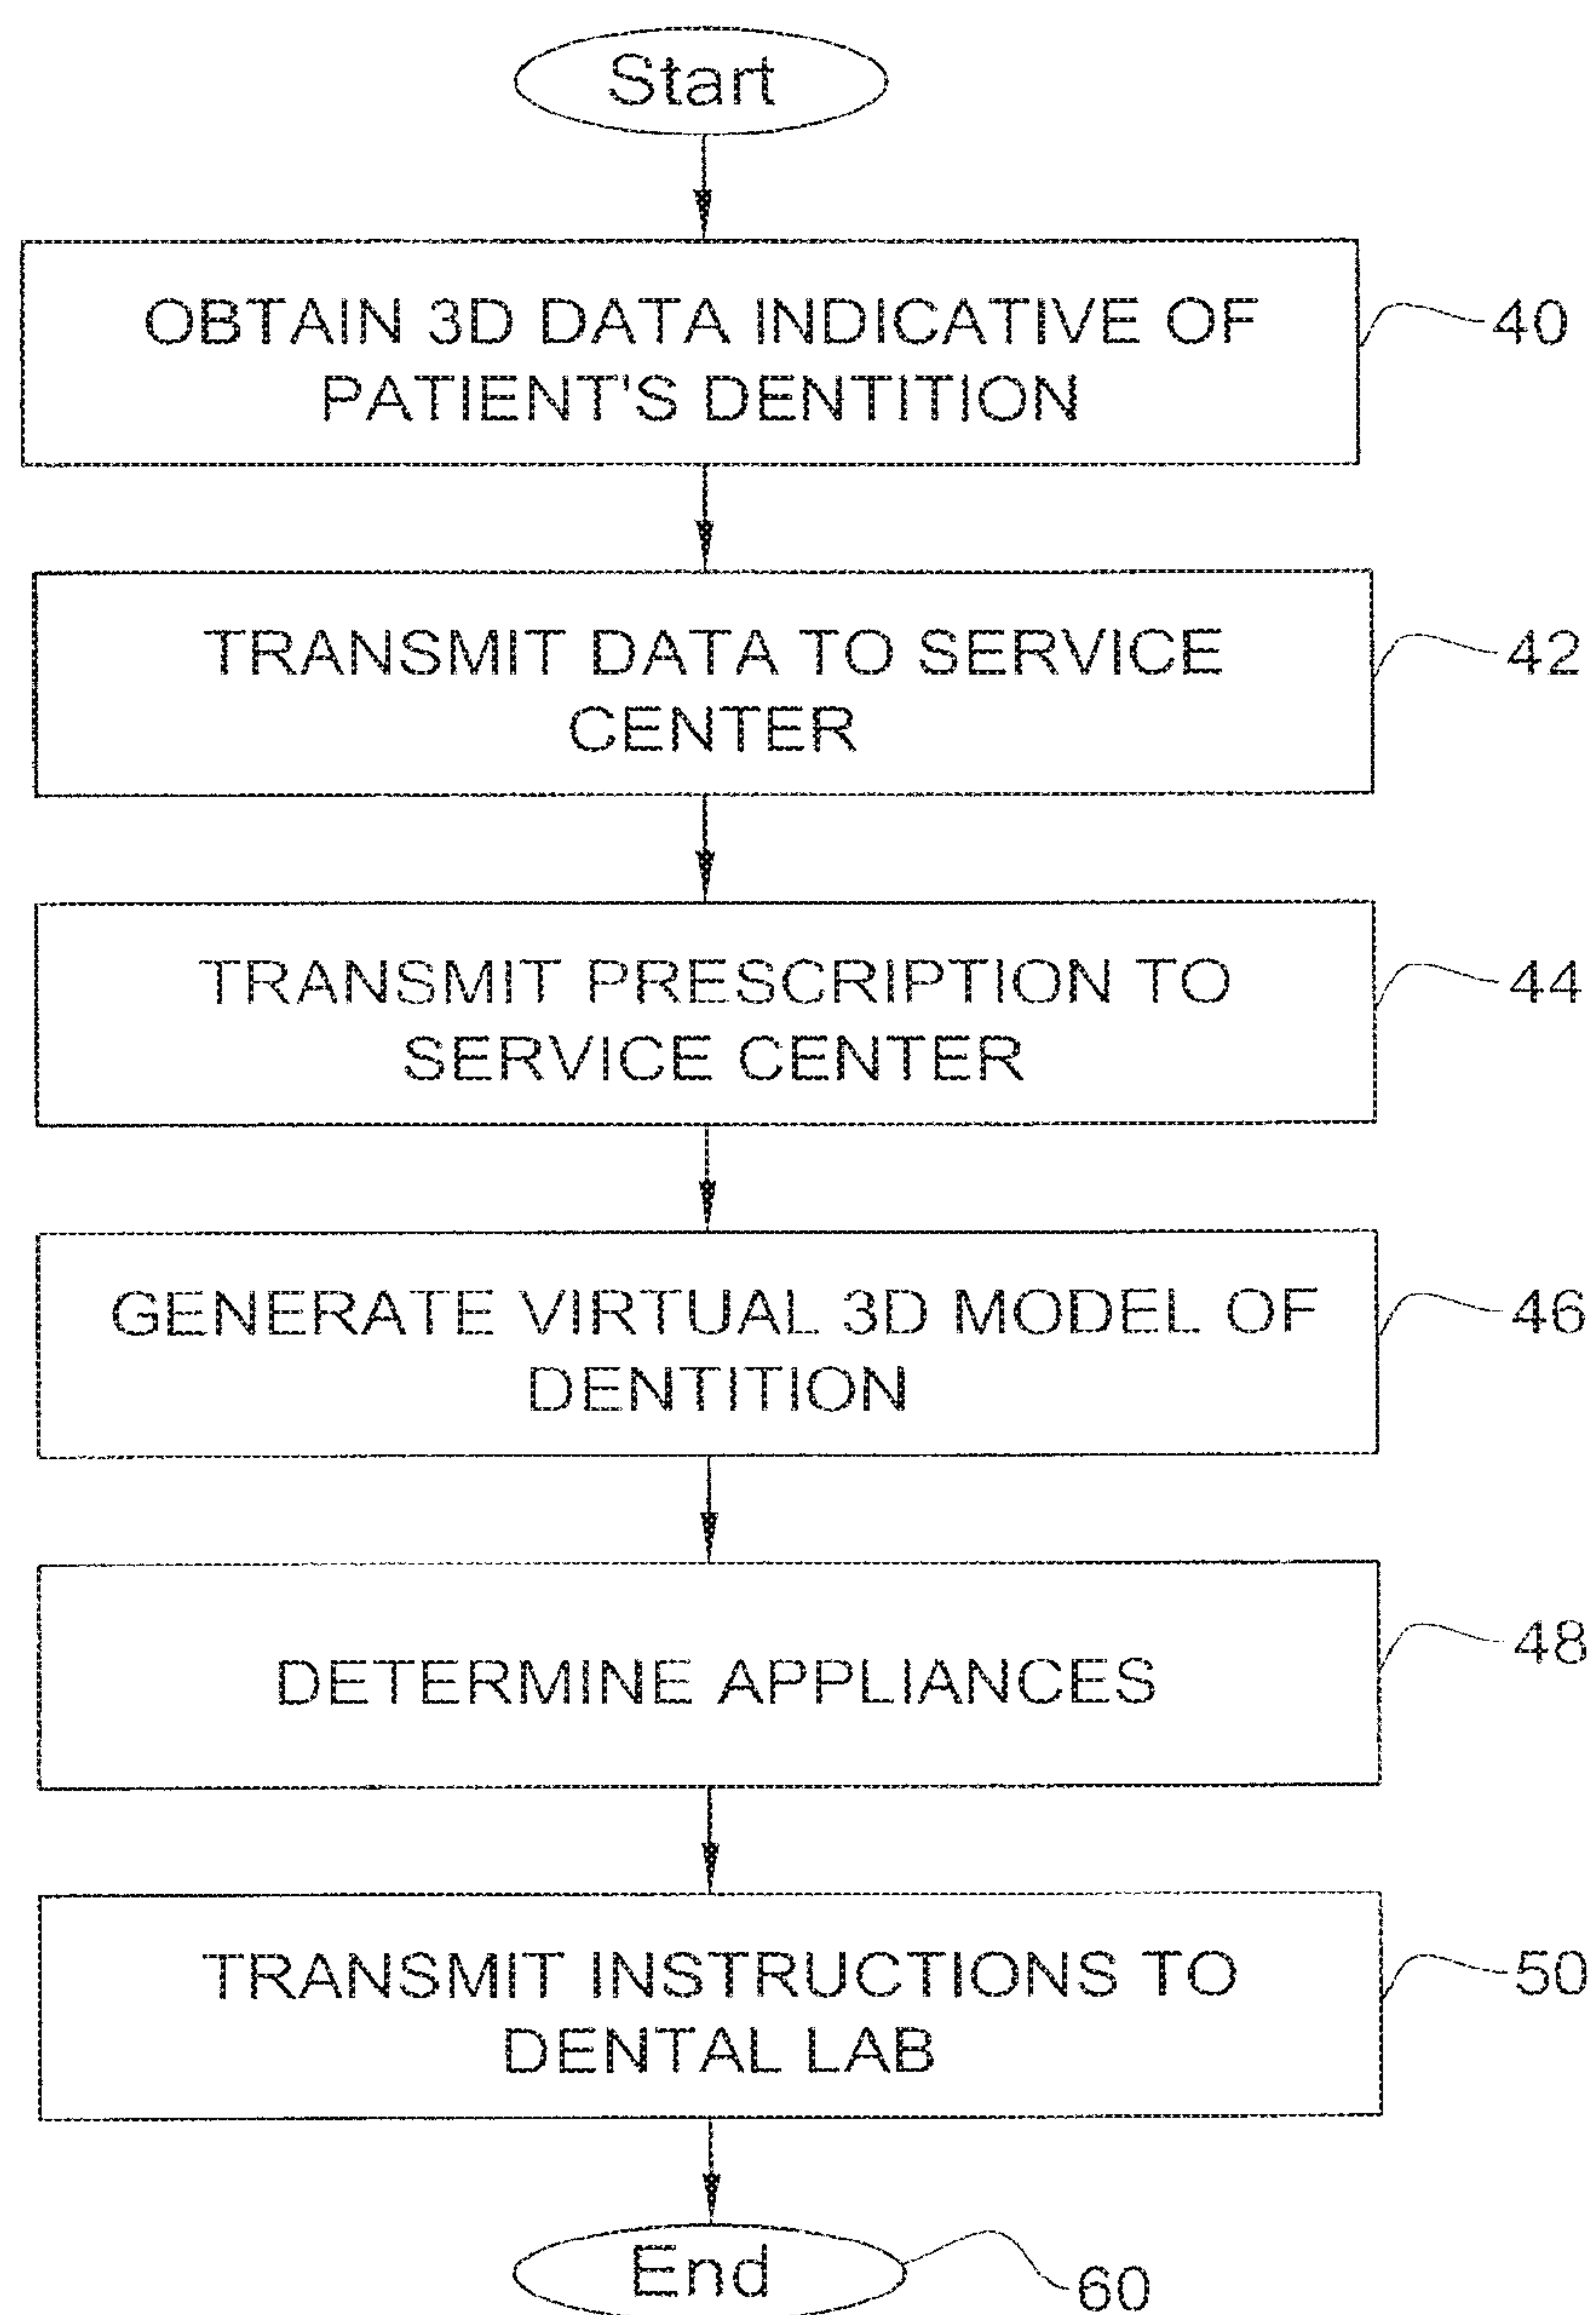 Start
OBTAIN 3D DATA INDICATIVE OF
PATIENT'S DENTITION
40
TRANSMIT DATA TO SERVICE
CENTER
42
TRANSMIT PRESCRIPTION TO
SERVICE CENTER
44
GENERATE VIRTUAL 3D MODEL OF
DENTITION
46
DETERMINE APPLIANCES
48
TRANSMIT INSTRUCTIONS TO
DENTAL LAB
50
End
60